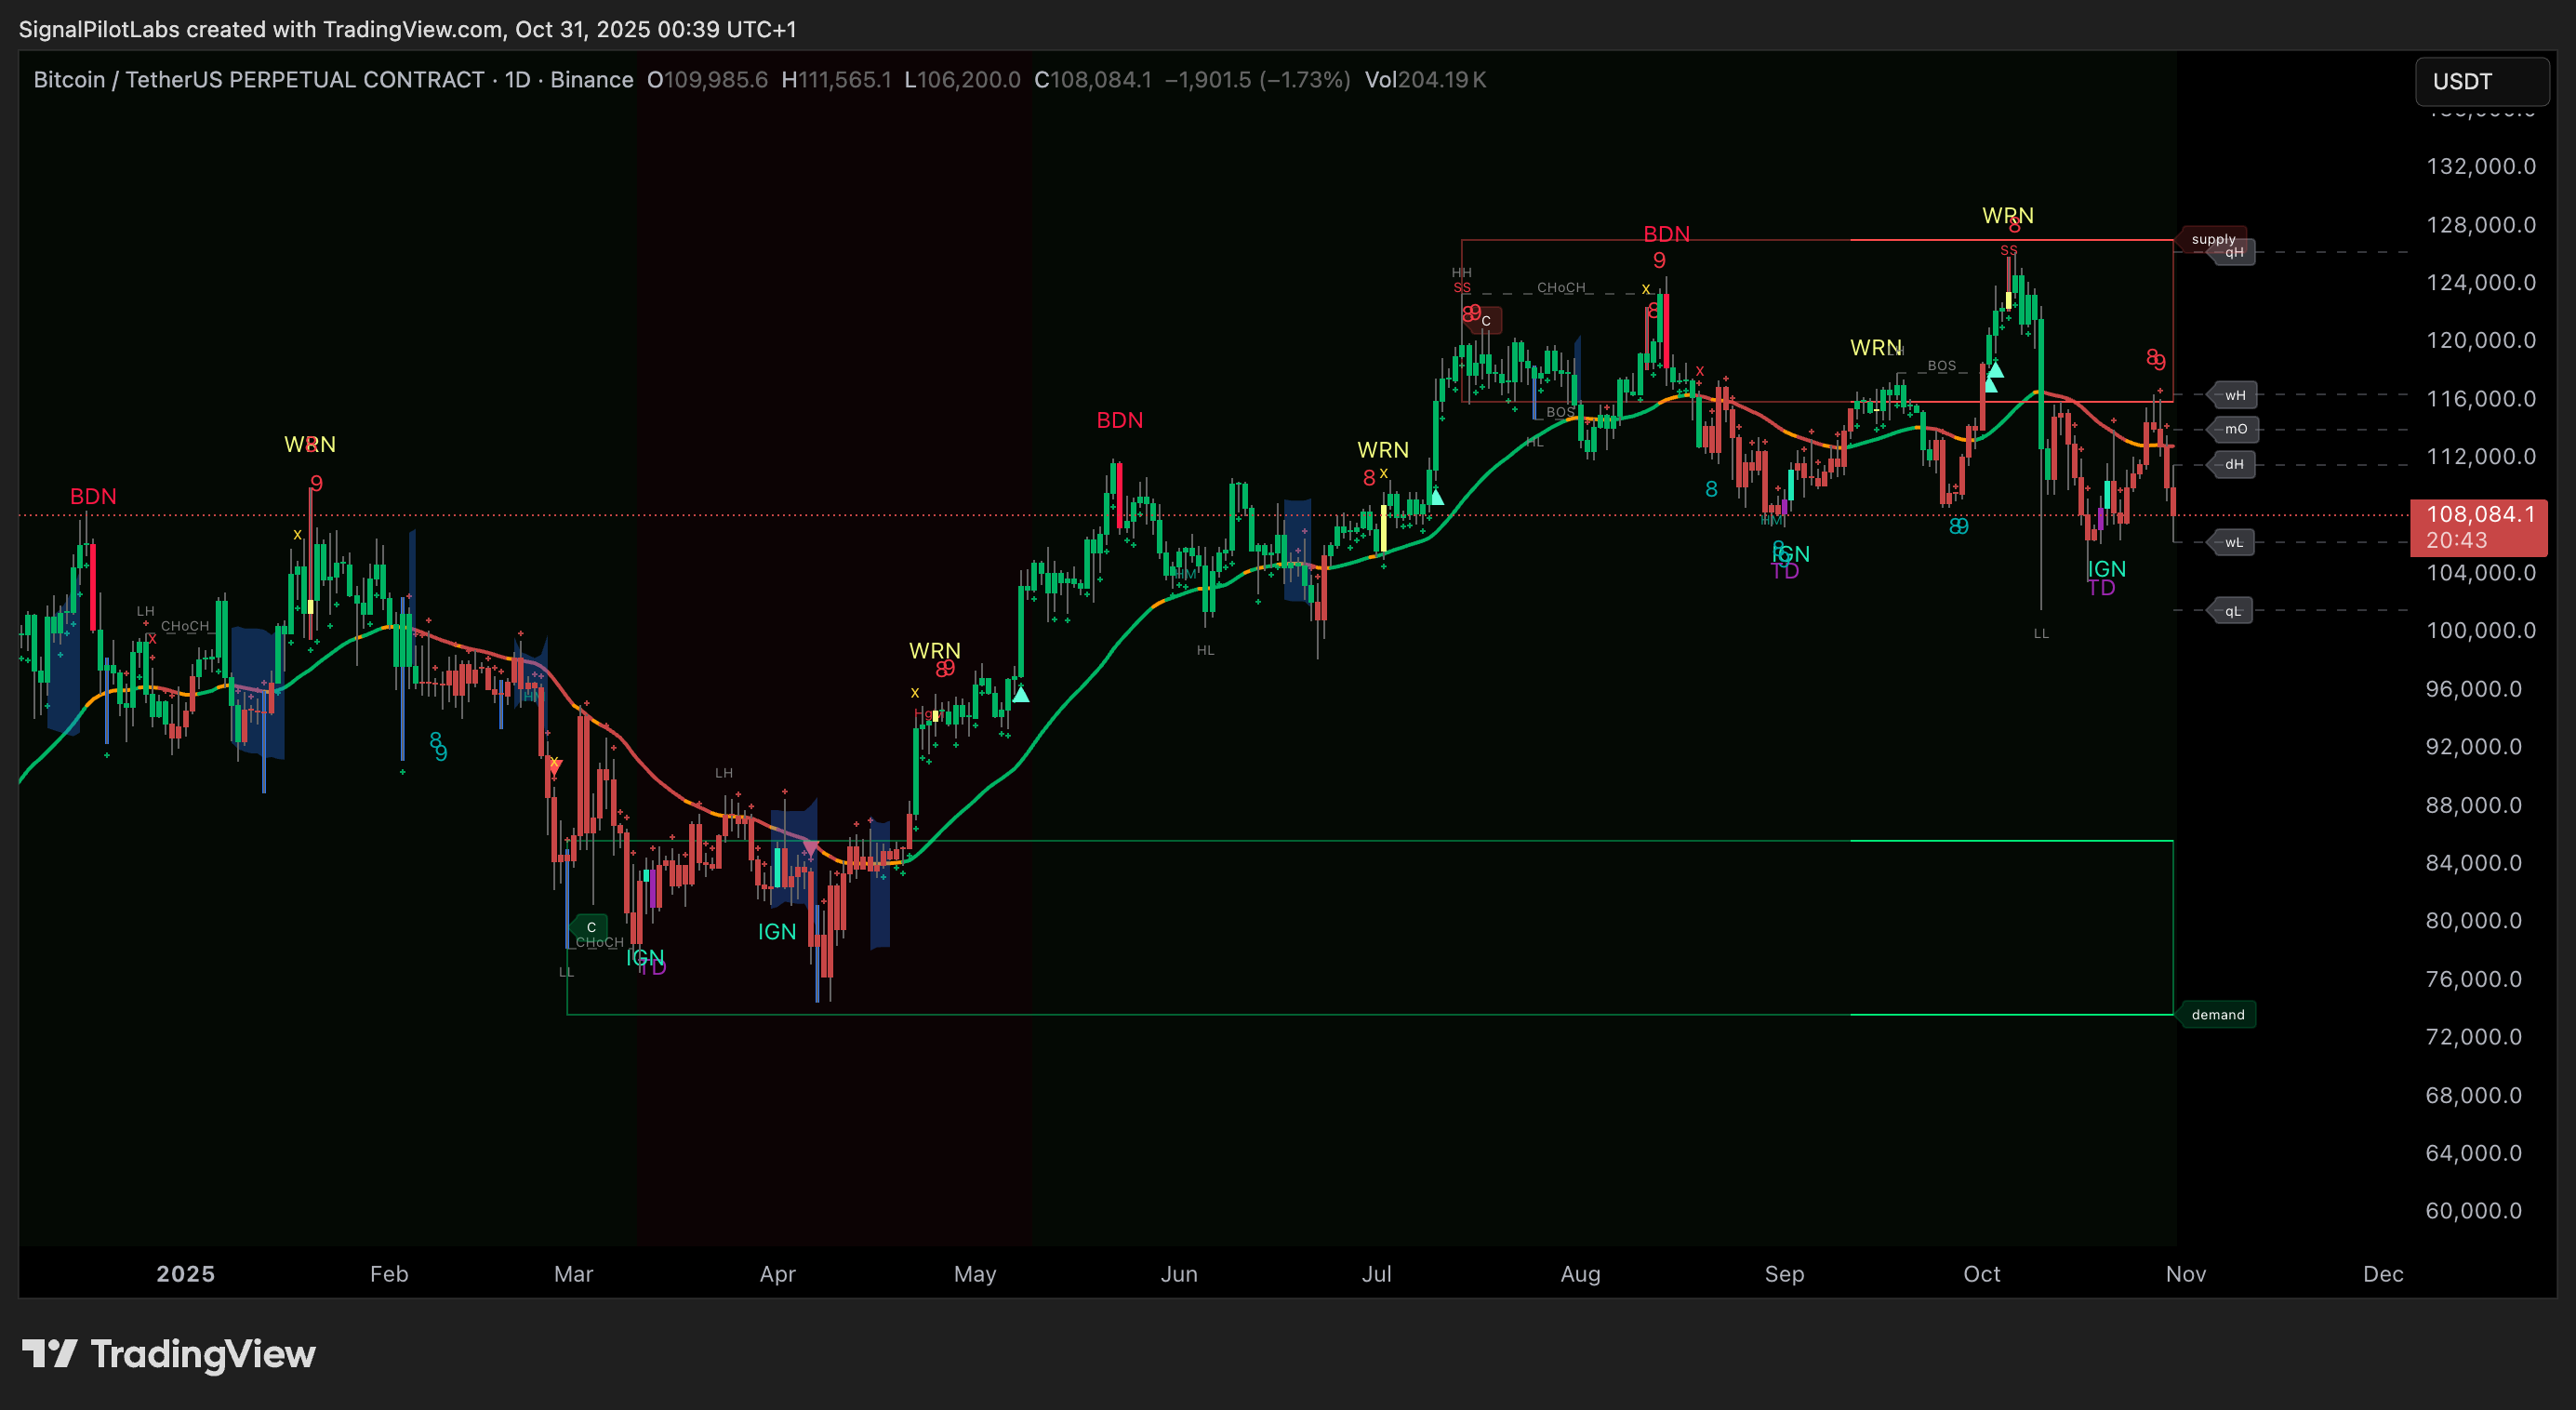 SignalPilotLabs created with TradingView.com, Oct 31, 2025 00:39 UTC+1
Bitcoin / TetherUS PERPETUAL CONTRACT · 1D · Binance O109,985.6 H111,565.1 L106,200.0 C108,084.1 −1,901.5 (−1.73%) Vol204.19 K
USDT
132,000.0
WRN
8
128,000.0
BDN
supply
9
SS
qH
HH
SS
CHoCH
x
124,000.0
89
C
8
120,000.0
WRN
LH
BOS
89
x
116,000.0
wH
BOS
BDN
mO
HL
WRN
8
WRN
dH
112,000.0
8
x
9
8
BDN
108,084.1
20:43
HM
89
x
wL
8
9
IGN
TD
HM
IGN
TD
104,000.0
LH
CHoCH
x
qL
LL
100,000.0
HL
WRN
89
x
96,000.0
HM
8
9
92,000.0
x
LH
88,000.0
84,000.0
C
80,000.0
IGN
CHoCH
IGN
TD
LL
76,000.0
demand
72,000.0
68,000.0
64,000.0
60,000.0
2025 Feb Mar Apr May Jun Jul Aug Sep Oct Nov Dec
TradingView